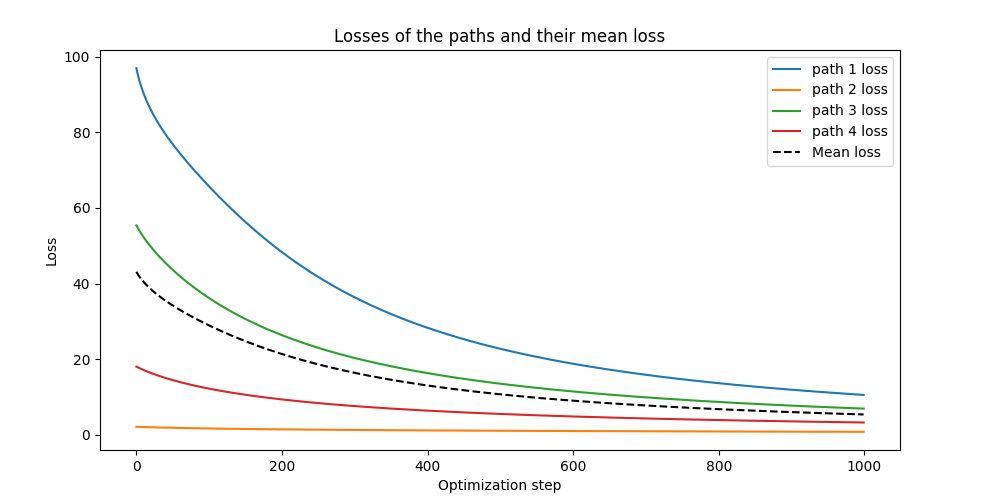 Losses of the paths and their mean loss
path 1 loss
path 2 loss
path 3 loss
path 4 loss
Mean loss
100
80
60
40
20
0
Loss
0 200 400 600 800 1000
Optimization step